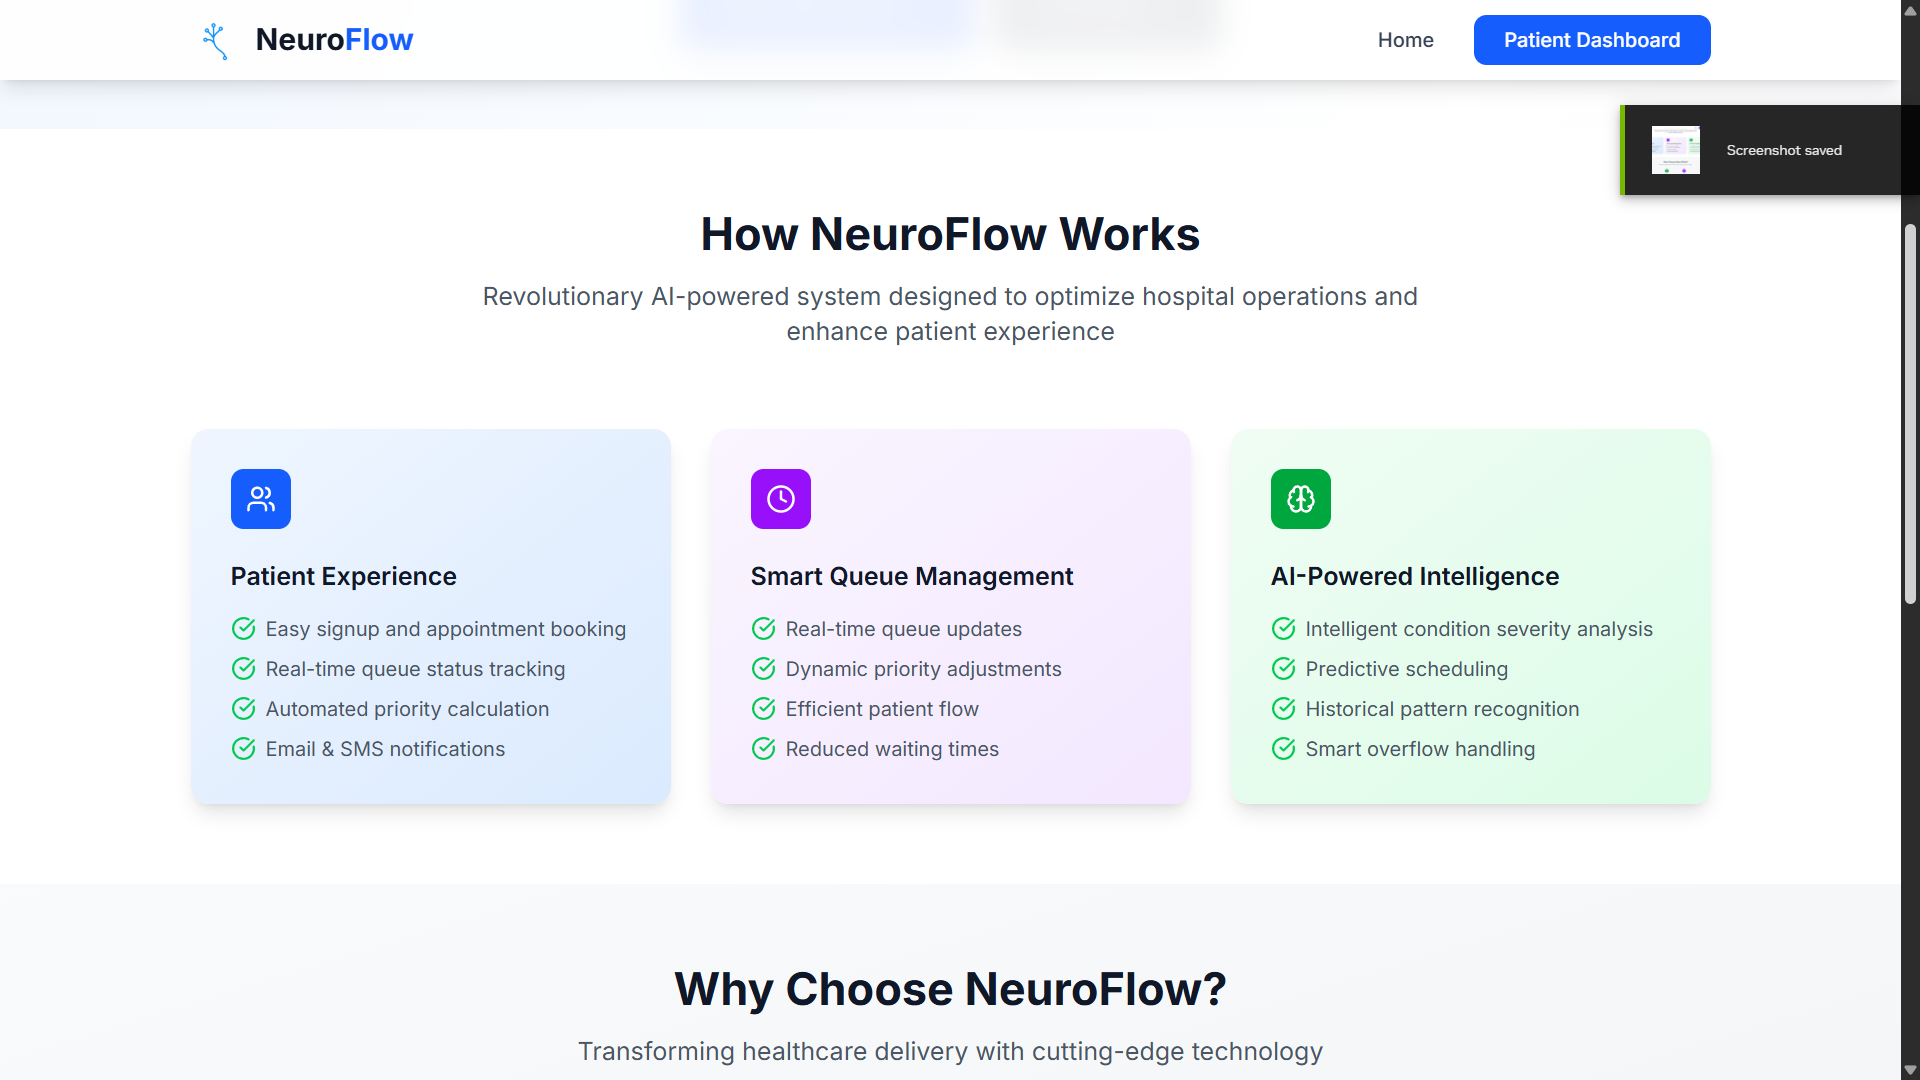 NeuroFlow
Home
Patient Dashboard
Screenshot saved
How NeuroFlow Works
Revolutionary AI-powered system designed to optimize hospital operations and
enhance patient experience
Patient Experience
Easy signup and appointment booking
Real-time queue status tracking
Automated priority calculation
Email & SMS notifications
Smart Queue Management
Real-time queue updates
Dynamic priority adjustments
Efficient patient flow
Reduced waiting times
AI-Powered Intelligence
Intelligent condition severity analysis
Predictive scheduling
Historical pattern recognition
Smart overflow handling
Why Choose NeuroFlow?
Transforming healthcare delivery with cutting-edge technology